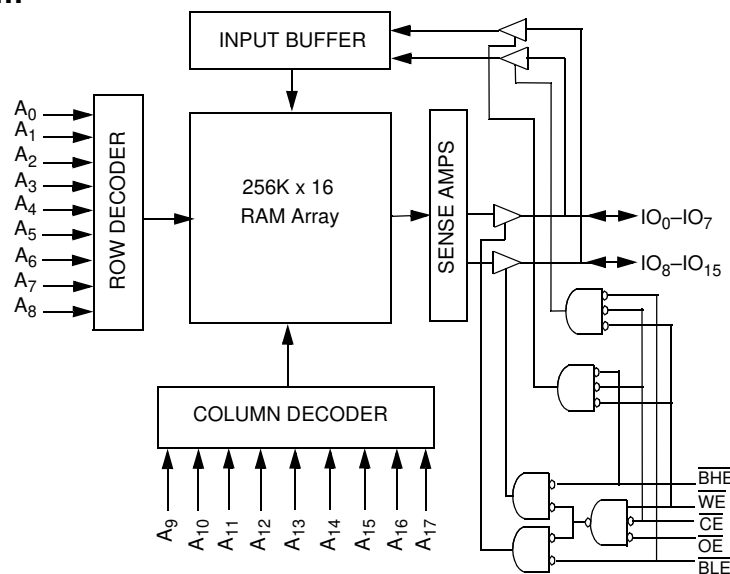 INPUT BUFFER
A0
A1
A2
A3
A4
A5
A6
A7
A8
ROW DECODER
256K x 16
RAM Array
SENSE AMPS
IO0–IO7
IO8–IO15
COLUMN DECODER
A9
A10
A11
A12
A13
A14
A15
A16
A17
BHE
WE
CE
OE
BLE